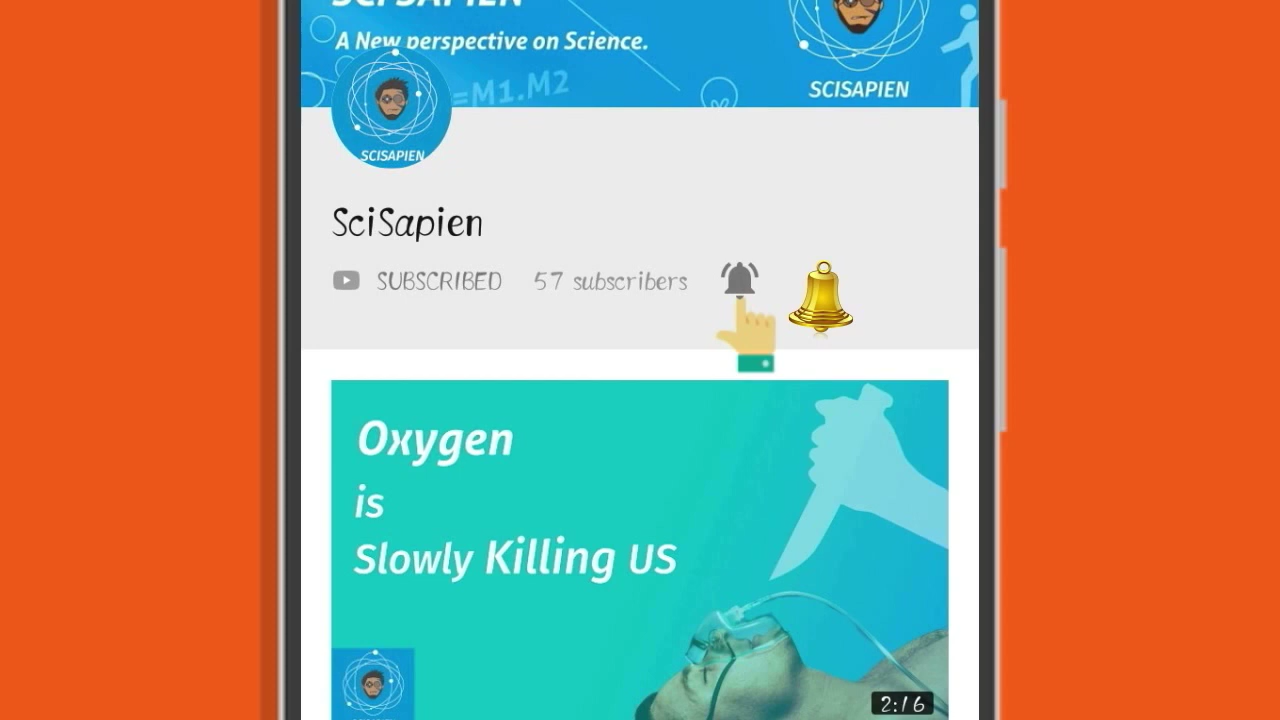 SCISAPIEN
A New perspective on Science.
=M1.M2
SCISAPIEN
SCISAPIEN
SciSapien
SUBSCRIBED 57 subscribers
Oxygen
is
Slowly Killing US
2:16